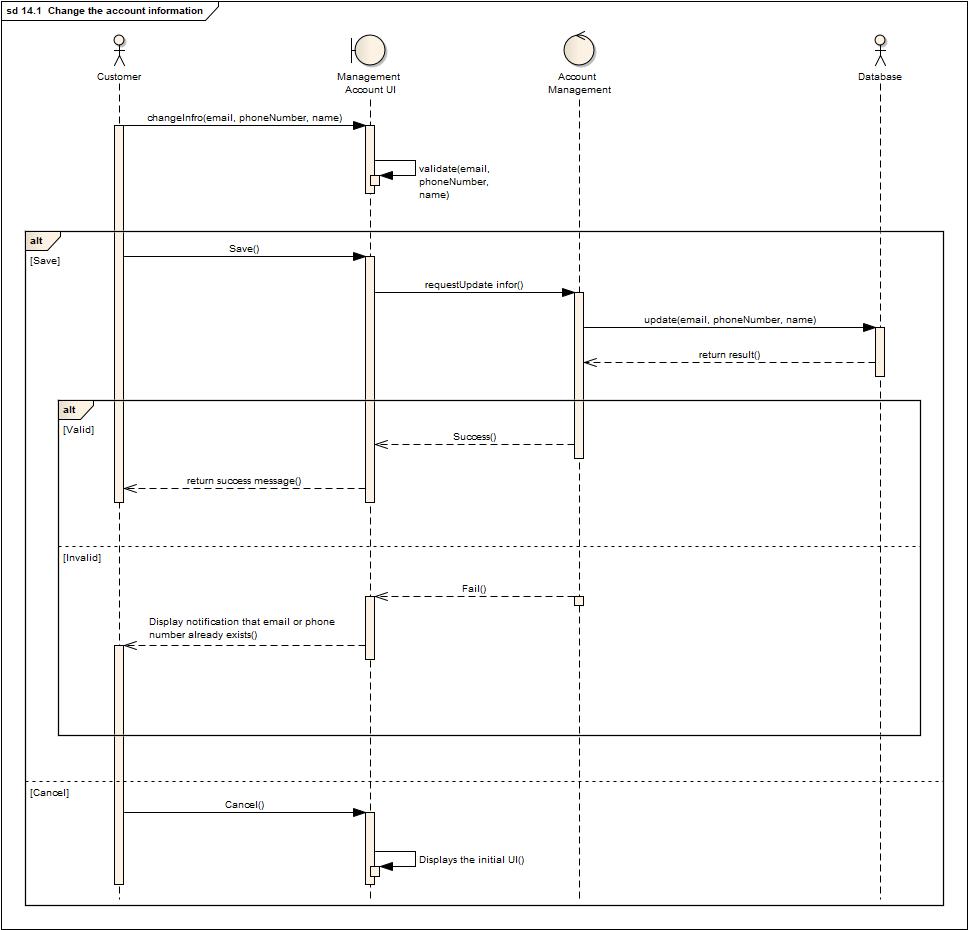 sd 14.1 Change the account information
Customer
Management
Account UI
Account
Management
Database
changeInfro(email, phoneNumber, name)
validate(email,
phoneNumber,
name)
alt
[Save]
Save()
requestUpdate infor()
update(email, phoneNumber, name)
return result()
alt
[Valid]
Success()
return success message()
[Invalid]
Fail()
Display notification that email or phone
number already exists()
[Cancel]
Cancel()
Displays the initial UI()